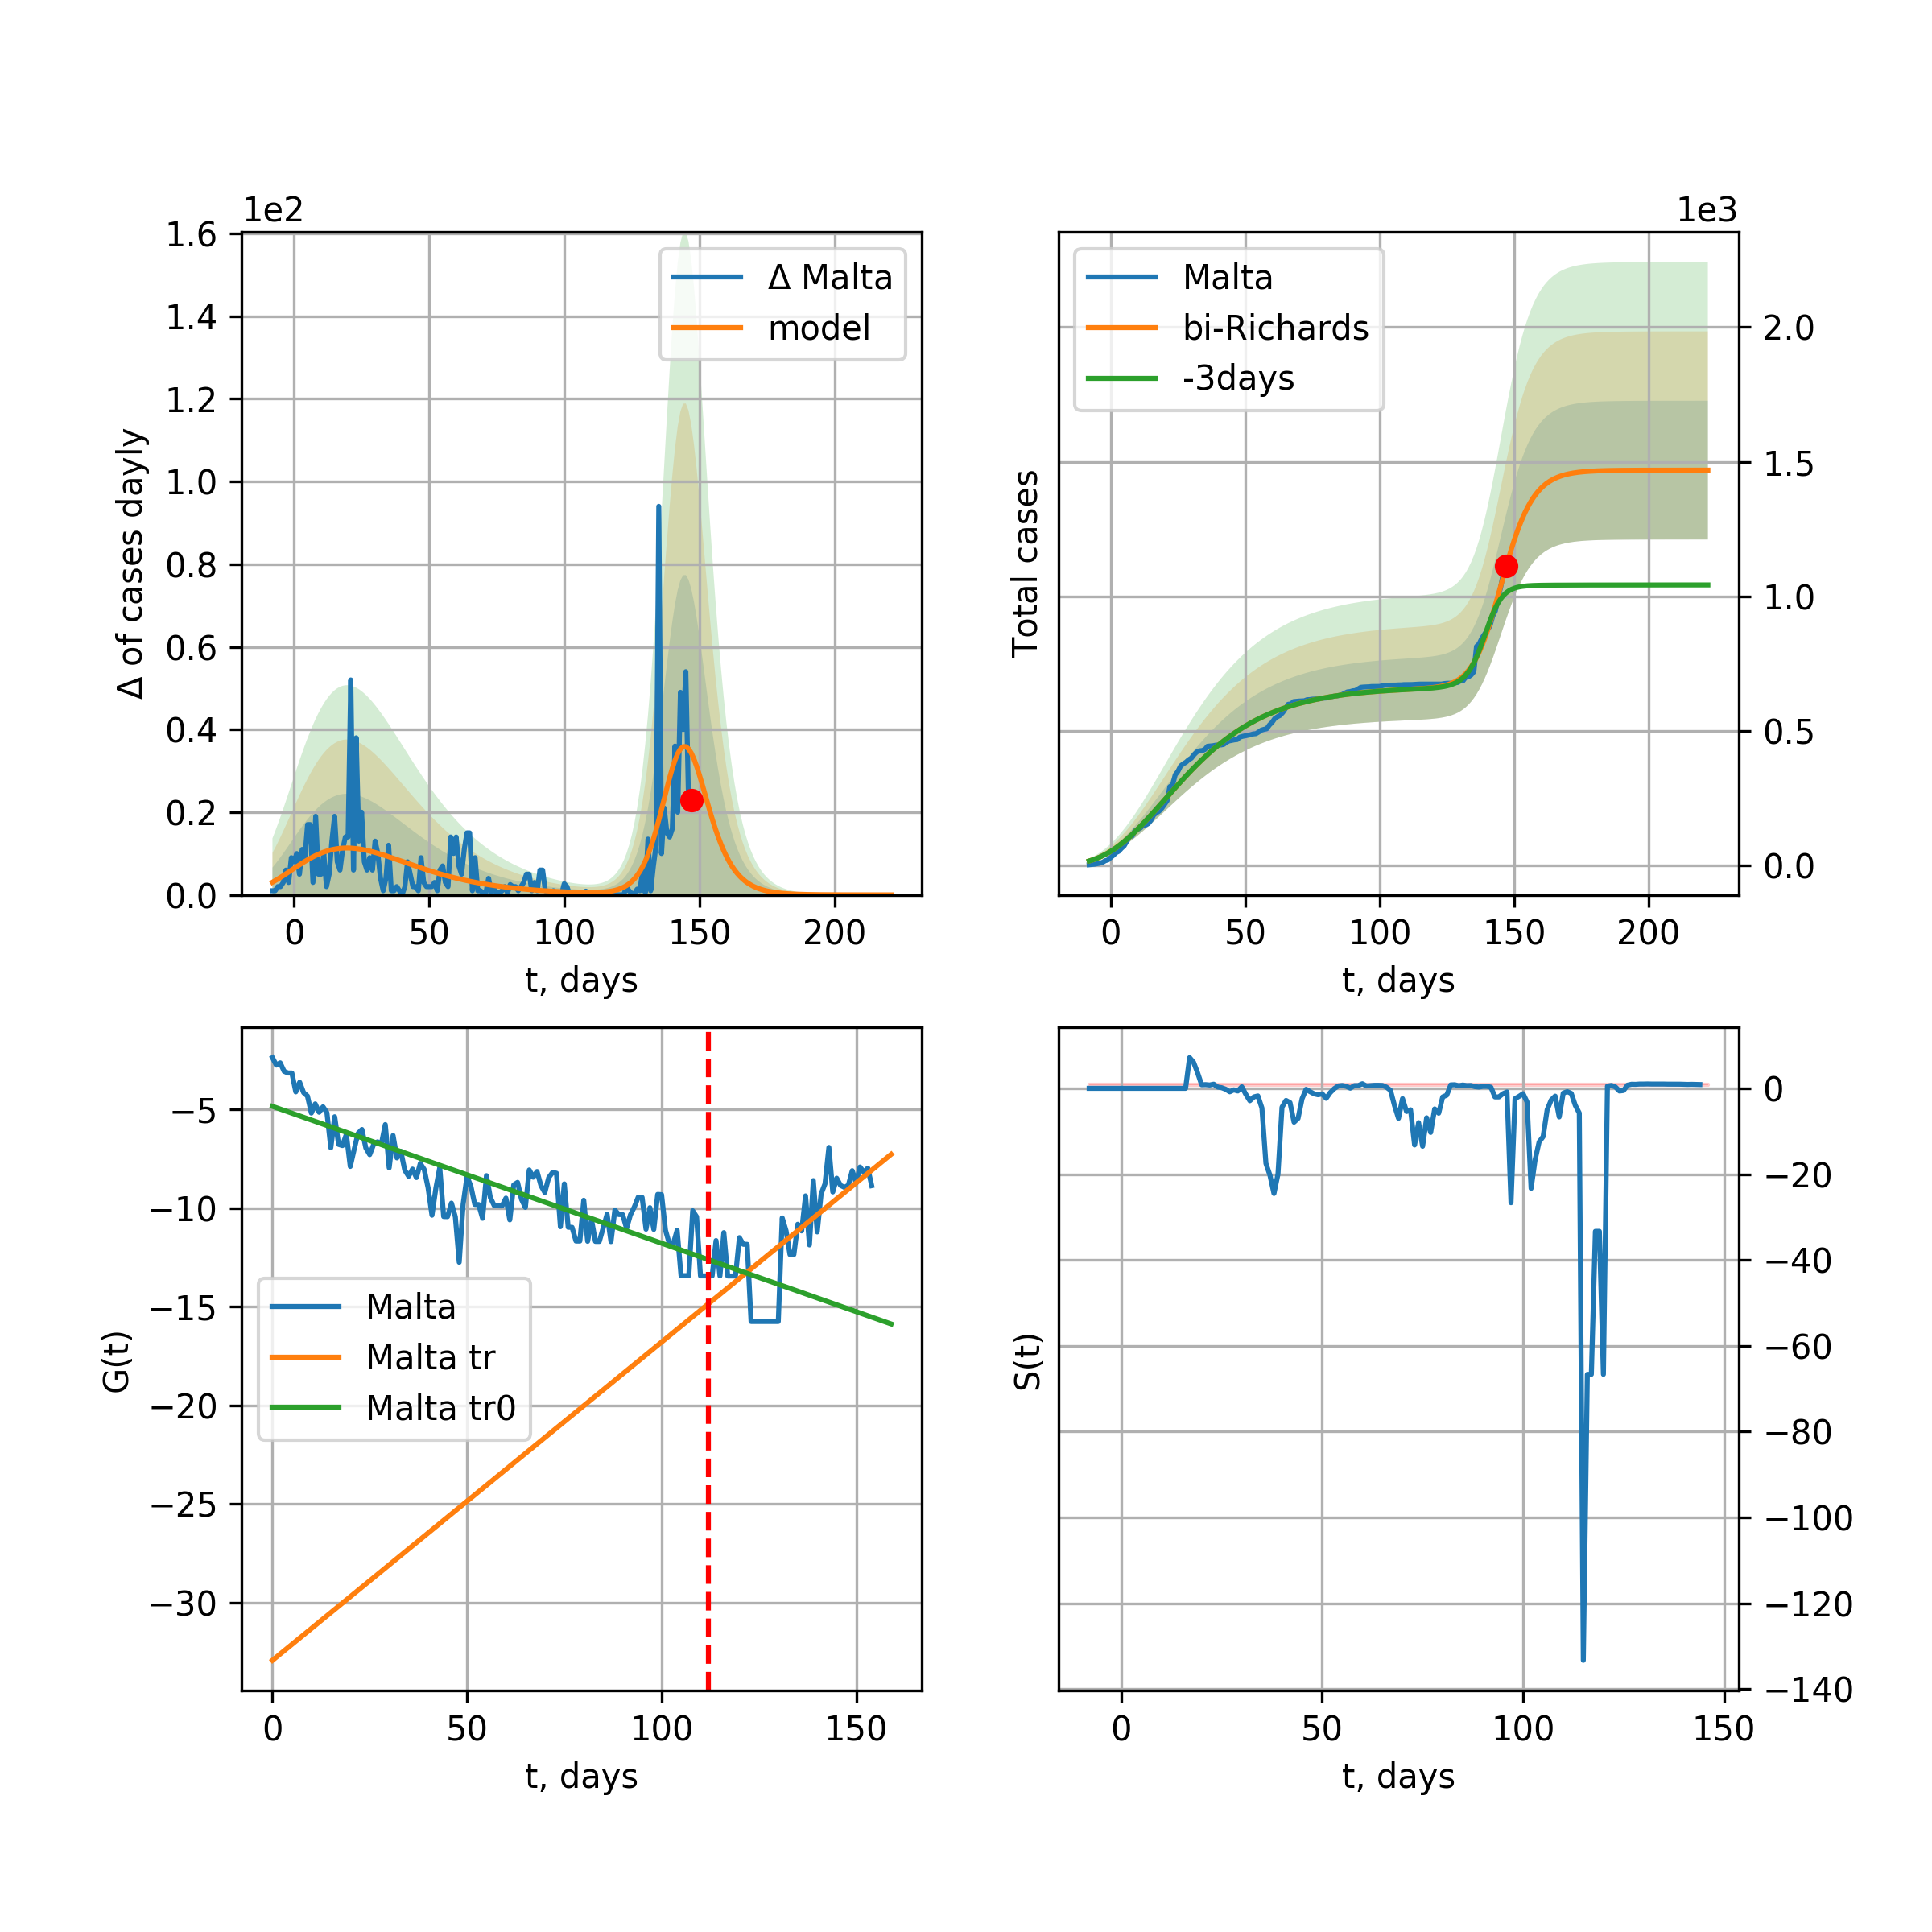 1e2
Δ of cases dayly
1.6
1.4
1.2
1.0
0.8
0.6
0.4
0.2
0.0
Δ Malta
model
0 50 100 150 200
t, days
1e3
Total cases
Malta
bi-Richards
-3days
2.0
1.5
1.0
0.5
0.0
0 50 100 150 200
t, days
G(t)
−5
−10
−15
−20
−25
−30
Malta
Malta tr
Malta tr0
0 50 100 150
t, days
S(t)
0
−20
−40
−60
−80
−100
−120
−140
0 50 100 150
t, days